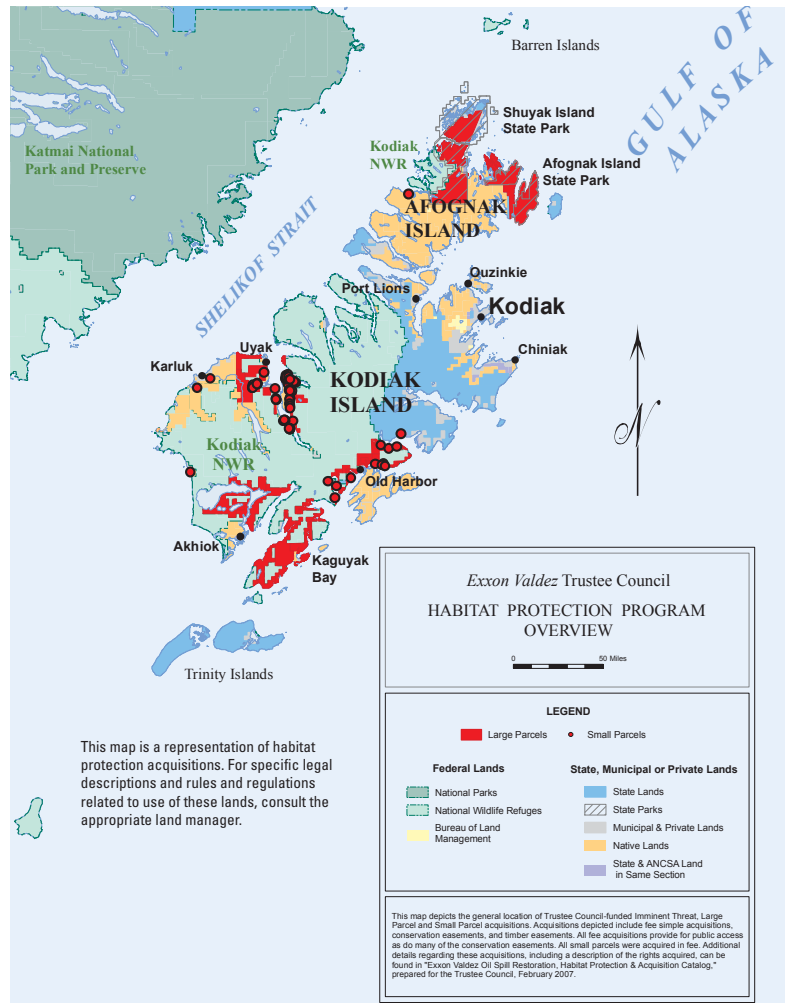 Barren Islands
GULF OF
ALASKA
Shuyak Island
State Park
Kodiak
NWR
Katmai National
Park and Preserve
Afognak Island
State Park
AFOGNAK
ISLAND
SHELIKOF STRAIT
Ouzinkie
Port Lions
Kodiak
Uyak
Chiniak
Karluk
KODIAK
ISLAND
N
Kodiak
NWR
Old Harbor
Akhiok
Kaguyak
Bay
Trinity Islands
This map is a representation of habitat
protection acquisitions. For specific legal
descriptions and rules and regulations
related to use of these lands, consult the
appropriate land manager.
Exxon Valdez Trustee Council
HABITAT PROTECTION PROGRAM
OVERVIEW
0 50 Miles
LEGEND
Large Parcels Small Parcels
Federal Lands
National Parks
National Wildlife Refuges
Bureau of Land
Management
State, Municipal or Private Lands
State Lands
State Parks
Municipal & Private Lands
Native Lands
State & ANCSA Land
in Same Section
This map depicts the general location of Trustee Council-funded Imminent Threat, Large
Parcel and Small Parcel acquisitions. Acquisitions depicted include fee simple acquisitions,
conservation easements, and timber easements. All fee acquisitions provide for public access
as do many of the conservation easements. All small parcels were acquired in fee. Additional
details regarding these acquisitions, including a description of the rights acquired, can be
found in "Exxon Valdez Oil Spill Restoration, Habitat Protection & Acquisition Catalog,"
prepared for the Trustee Council, February 2007.